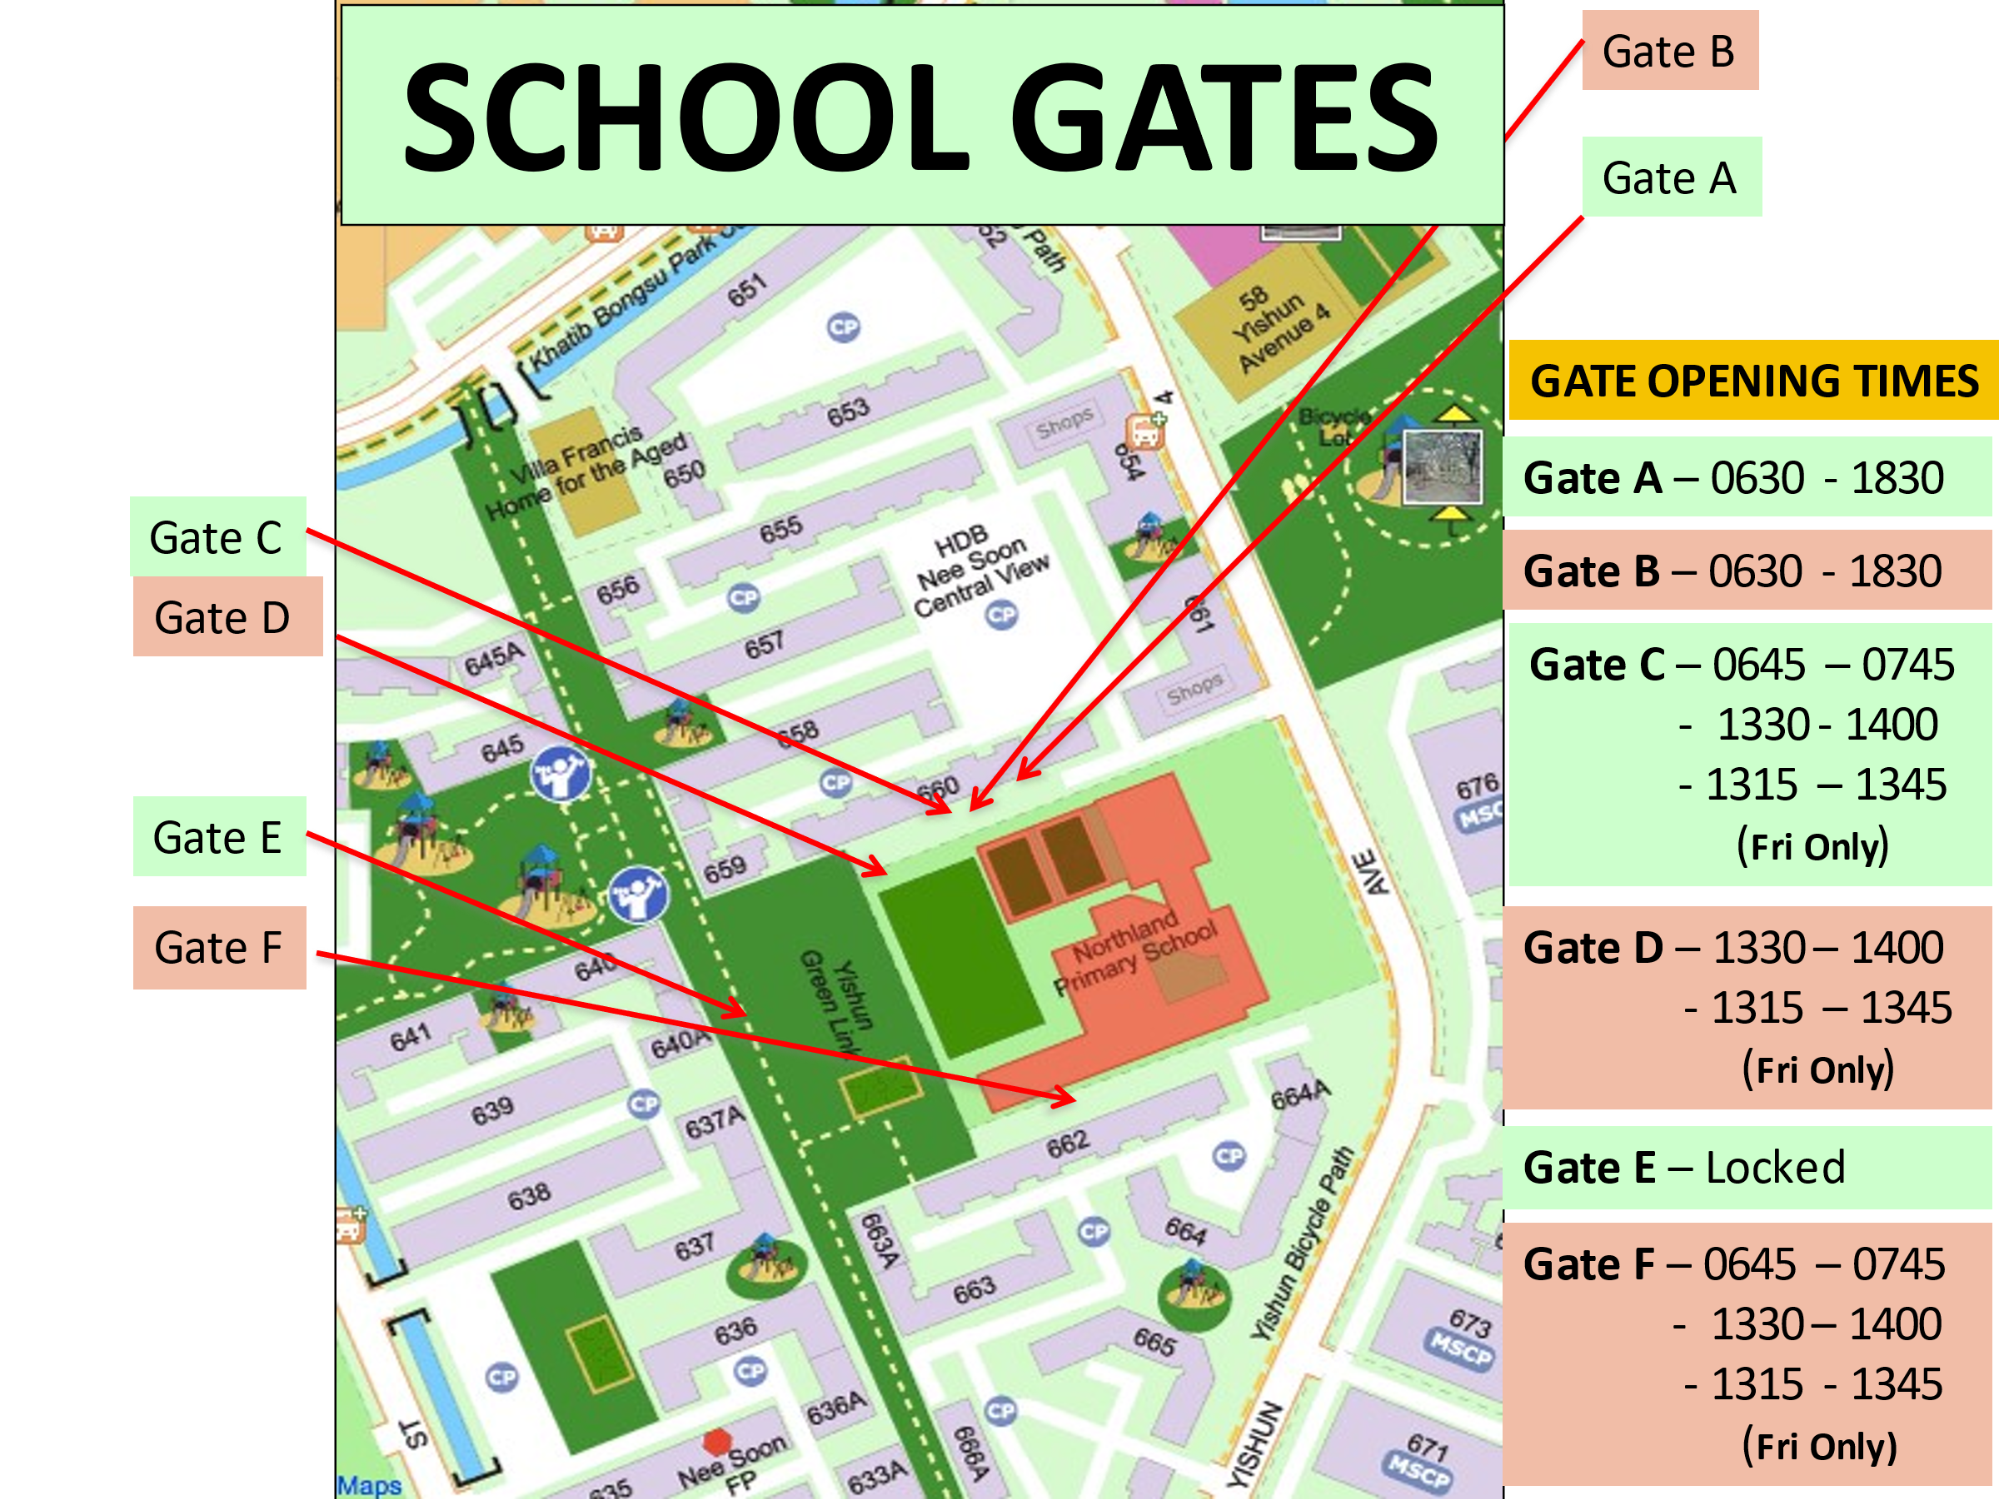 SCHOOL GATES
Gate B
Gate A
Gate C
Gate D
Gate E
Gate F
GATE OPENING TIMES
Gate A – 0630 - 1830
Gate B – 0630 - 1830
Gate C – 0645 – 0745
- 1330 - 1400
- 1315 – 1345
(Fri Only)
Gate D – 1330 – 1400
- 1315 – 1345
(Fri Only)
Gate E – Locked
Gate F – 0645 – 0745
- 1330 – 1400
- 1315 - 1345
(Fri Only)
Khatib Bongsu Park
Path
651
52
CP
58
Yishun
Avenue 4
4
653
Shops
654
Bicycle
Lot
Villa Francis
Home for the Aged
650
655
HDB
Nee Soon
Central View
CP
656
CP
657
661
Shops
645A
645
658
CP
660
659
676
MSC
AVE
Northland
Primary School
Yishun
Green Link
640
641
640A
639
CP
637A
638
637
662
664A
CP
664
CP
663A
663
665
Yishun Bicycle Path
636
CP
CP
636A
673
MSCP
CP
ST
YISHUN
666A
671
MSCP
Nee Soon
FP
635
633A
Maps